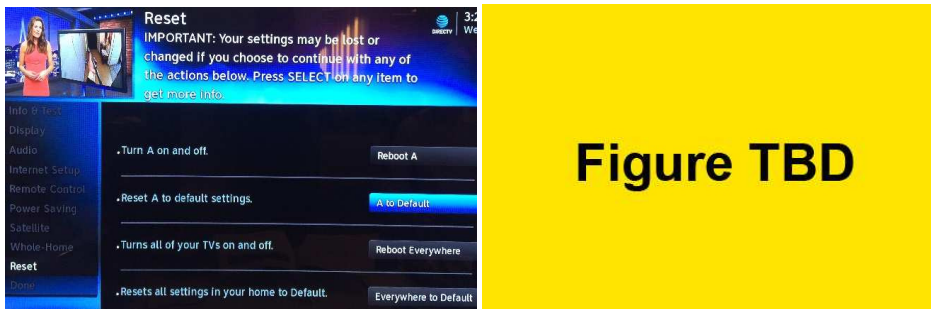 Reset
DIRECTV
3:2
We
IMPORTANT: Your settings may be lost or
changed if you choose to continue with any of
the actions below. Press SELECT on any item to
get more info.
Info & Test
Display
Audio
Internet Setup
Remote Control
Power Saving
Satellite
Whole-Home
Reset
Done
.Turn A on and off.
Reboot A
.Reset A to default settings.
A to Default
.Turns all of your TVs on and off.
Reboot Everywhere
.Resets all settings in your home to Default.
Everywhere to Default
Figure TBD